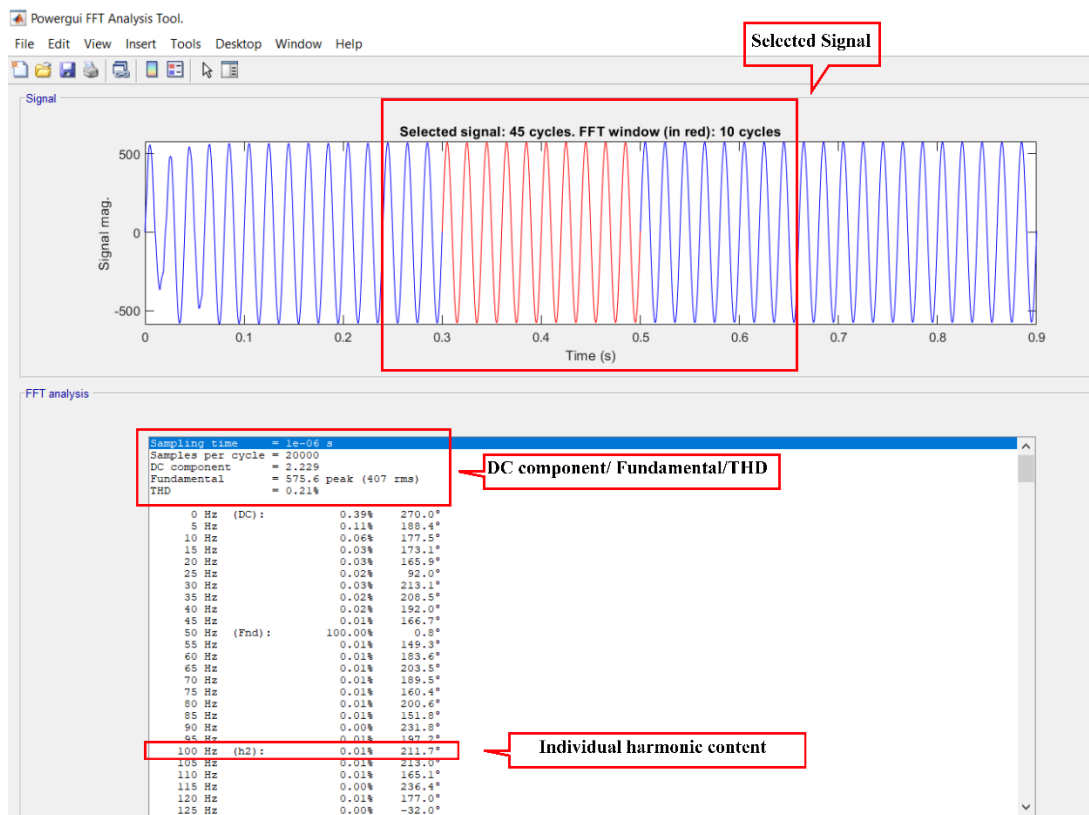 Powergui FFT Analysis Tool.
File Edit View Insert Tools Desktop Window Help
Selected Signal
Signal
Selected signal: 45 cycles. FFT window (in red): 10 cycles
500
0
-500
Signal mag.
0 0.1 0.2 0.3 0.4 0.5 0.6 0.7 0.8 0.9
Time (s)
FFT analysis
Sampling time = 1e-06 s
Samples per cycle = 20000
DC component = 2.229
Fundamental = 575.6 peak (407 rms)
THD = 0.21%
DC component/ Fundamental/THD
0 Hz (DC): 0.39% 270.0°
5 Hz 0.11% 188.4°
10 Hz 0.06% 177.5°
15 Hz 0.03% 173.1°
20 Hz 0.03% 165.9°
25 Hz 0.02% 92.0°
30 Hz 0.03% 213.1°
35 Hz 0.02% 208.5°
40 Hz 0.02% 192.0°
45 Hz 0.01% 166.7°
50 Hz (Fnd): 100.00% 0.8°
55 Hz 0.01% 149.3°
60 Hz 0.01% 183.6°
65 Hz 0.01% 203.5°
70 Hz 0.01% 189.5°
75 Hz 0.01% 160.4°
80 Hz 0.01% 200.6°
85 Hz 0.01% 151.8°
90 Hz 0.00% 231.8°
95 Hz 0.01% 197.2°
100 Hz (h2): 0.01% 211.7°
Individual harmonic content
105 Hz 0.01% 213.0°
110 Hz 0.01% 165.1°
115 Hz 0.00% 236.4°
120 Hz 0.01% 177.0°
125 Hz 0.00% -32.0°